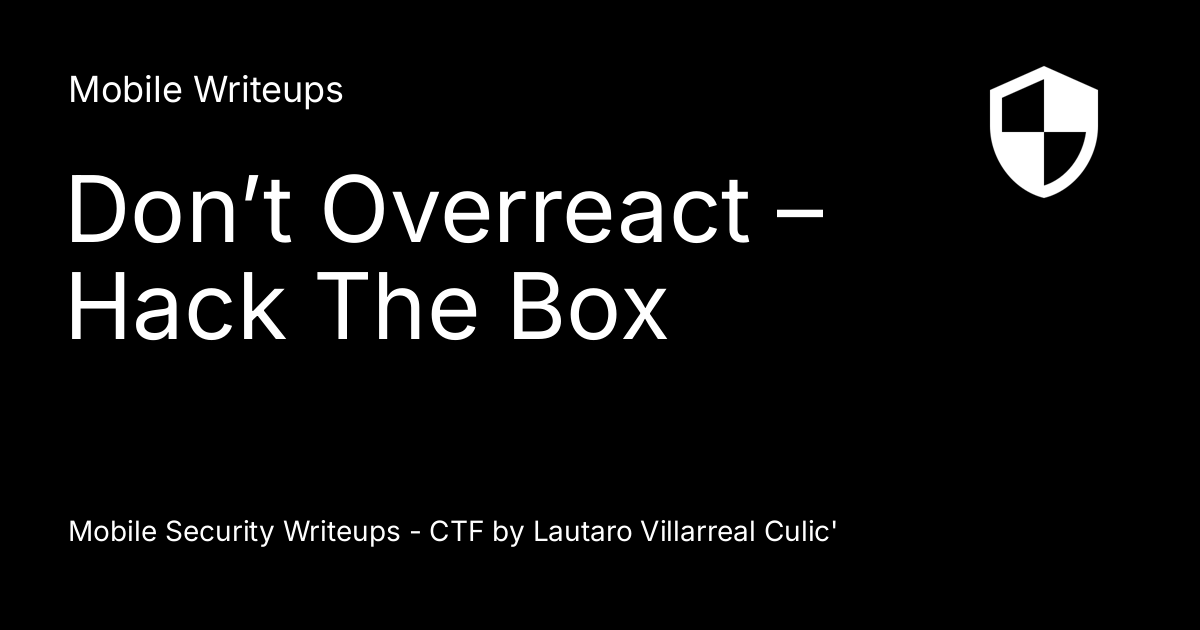 Mobile Writeups
Don’t Overreact –
Hack The Box
Mobile Security Writeups - CTF by Lautaro Villarreal Culic'